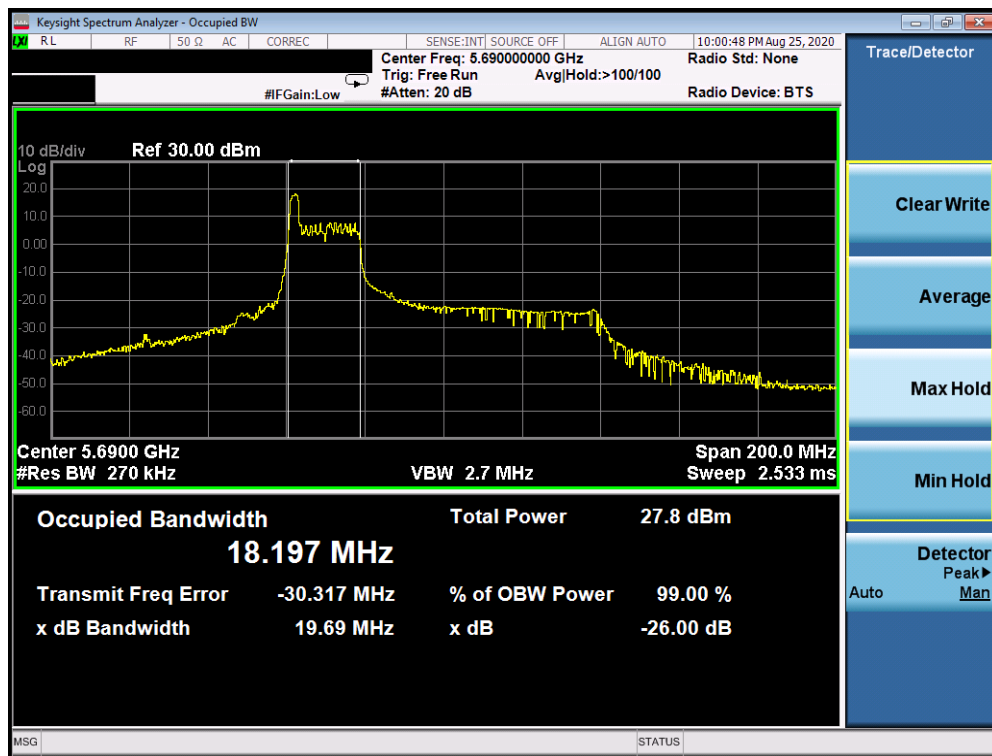 Keysight Spectrum Analyzer - Occupied BW
LXI RL RF 50 Ω AC CORREC SENSE:INT SOURCE OFF ALIGN AUTO 10:00:48 PM Aug 25, 2020
Center Freq: 5.690000000 GHz Radio Std: None
Trig: Free Run Avg|Hold:>100/100
#IFGain:Low #Atten: 20 dB Radio Device: BTS
Trace/Detector
10 dB/div Ref 30.00 dBm
Log
20.0
10.0
0.00
-10.0
-20.0
-30.0
-40.0
-50.0
-60.0
Center 5.6900 GHz Span 200.0 MHz
#Res BW 270 kHz VBW 2.7 MHz Sweep 2.533 ms
Occupied Bandwidth Total Power 27.8 dBm
18.197 MHz
Transmit Freq Error -30.317 MHz % of OBW Power 99.00 %
x dB Bandwidth 19.69 MHz x dB -26.00 dB
Clear Write
Average
Max Hold
Min Hold
Detector
Peak▶
Auto Man
MSG STATUS